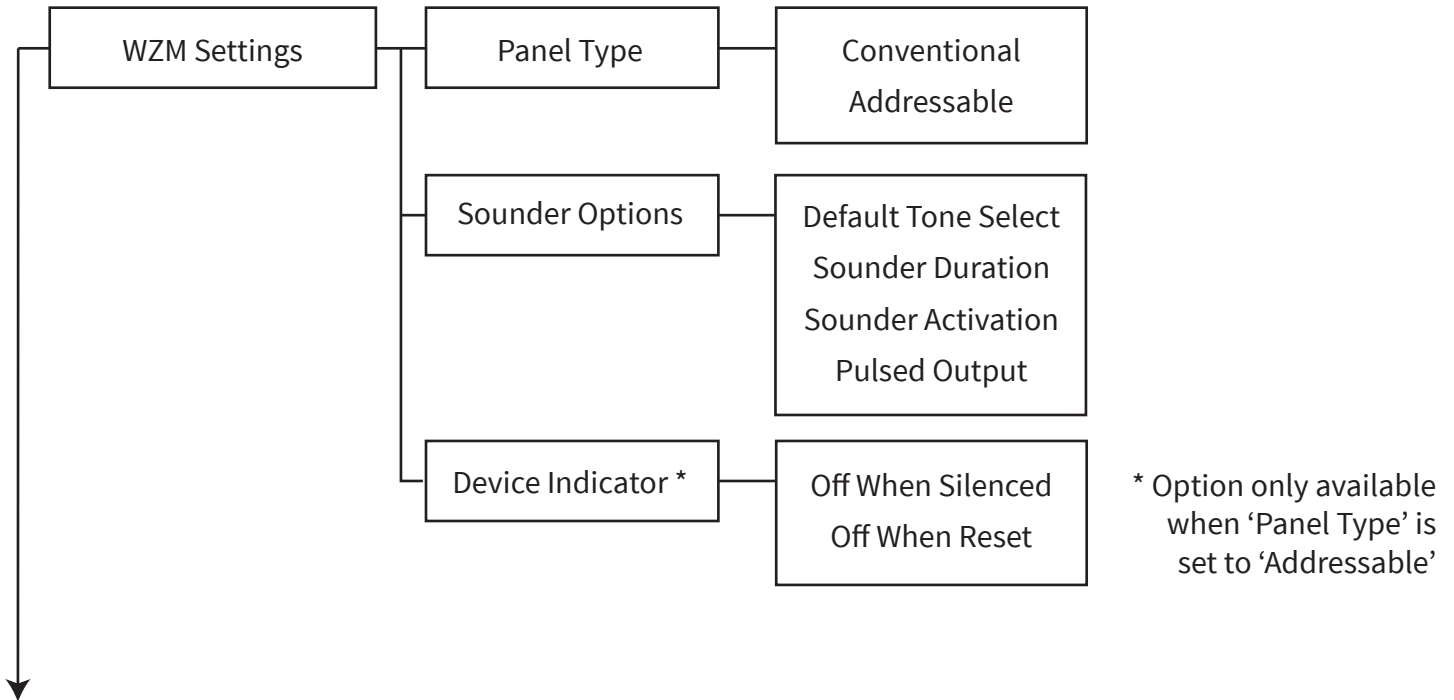 WZM Settings
Panel Type
Conventional
Addressable
Sounder Options
Default Tone Select
Sounder Duration
Sounder Activation
Pulsed Output
Device Indicator *
Off When Silenced
Off When Reset
* Option only available
when ‘Panel Type’ is
set to ‘Addressable’